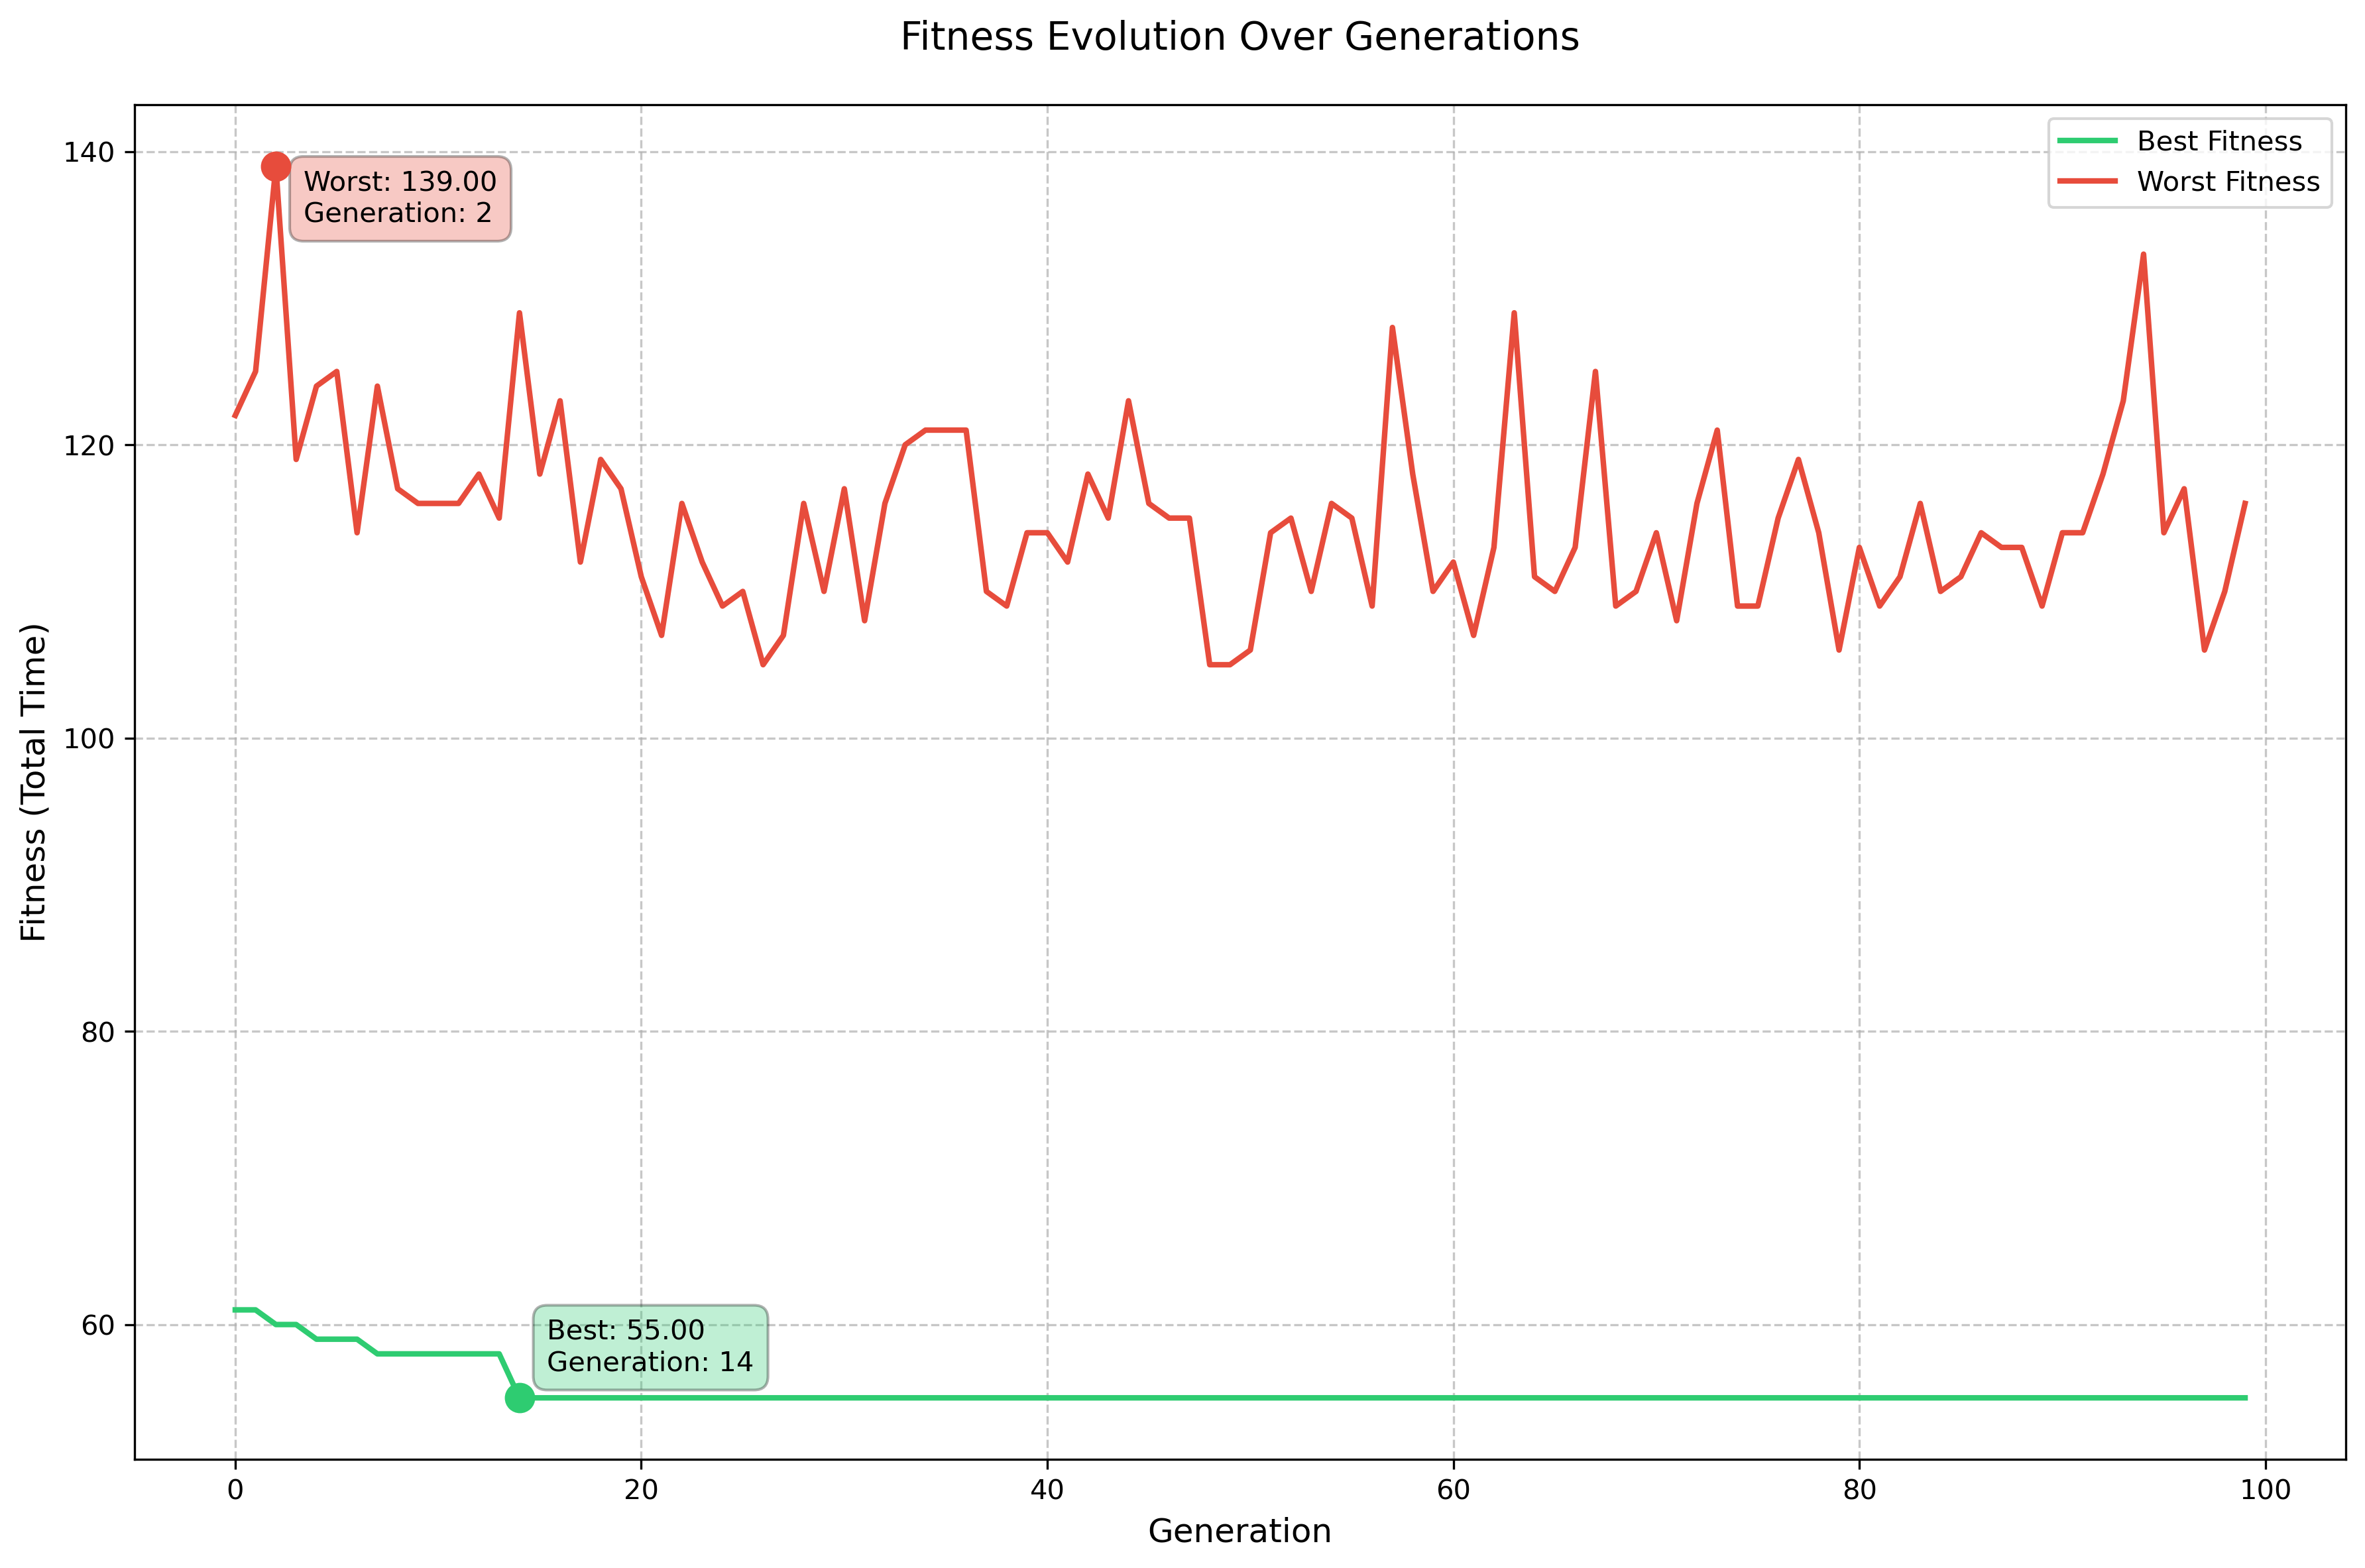 Fitness Evolution Over Generations
140
120
100
80
60
Fitness (Total Time)
Worst: 139.00
Generation: 2
Best Fitness
Worst Fitness
Best: 55.00
Generation: 14
0
20
40
60
80
100
Generation